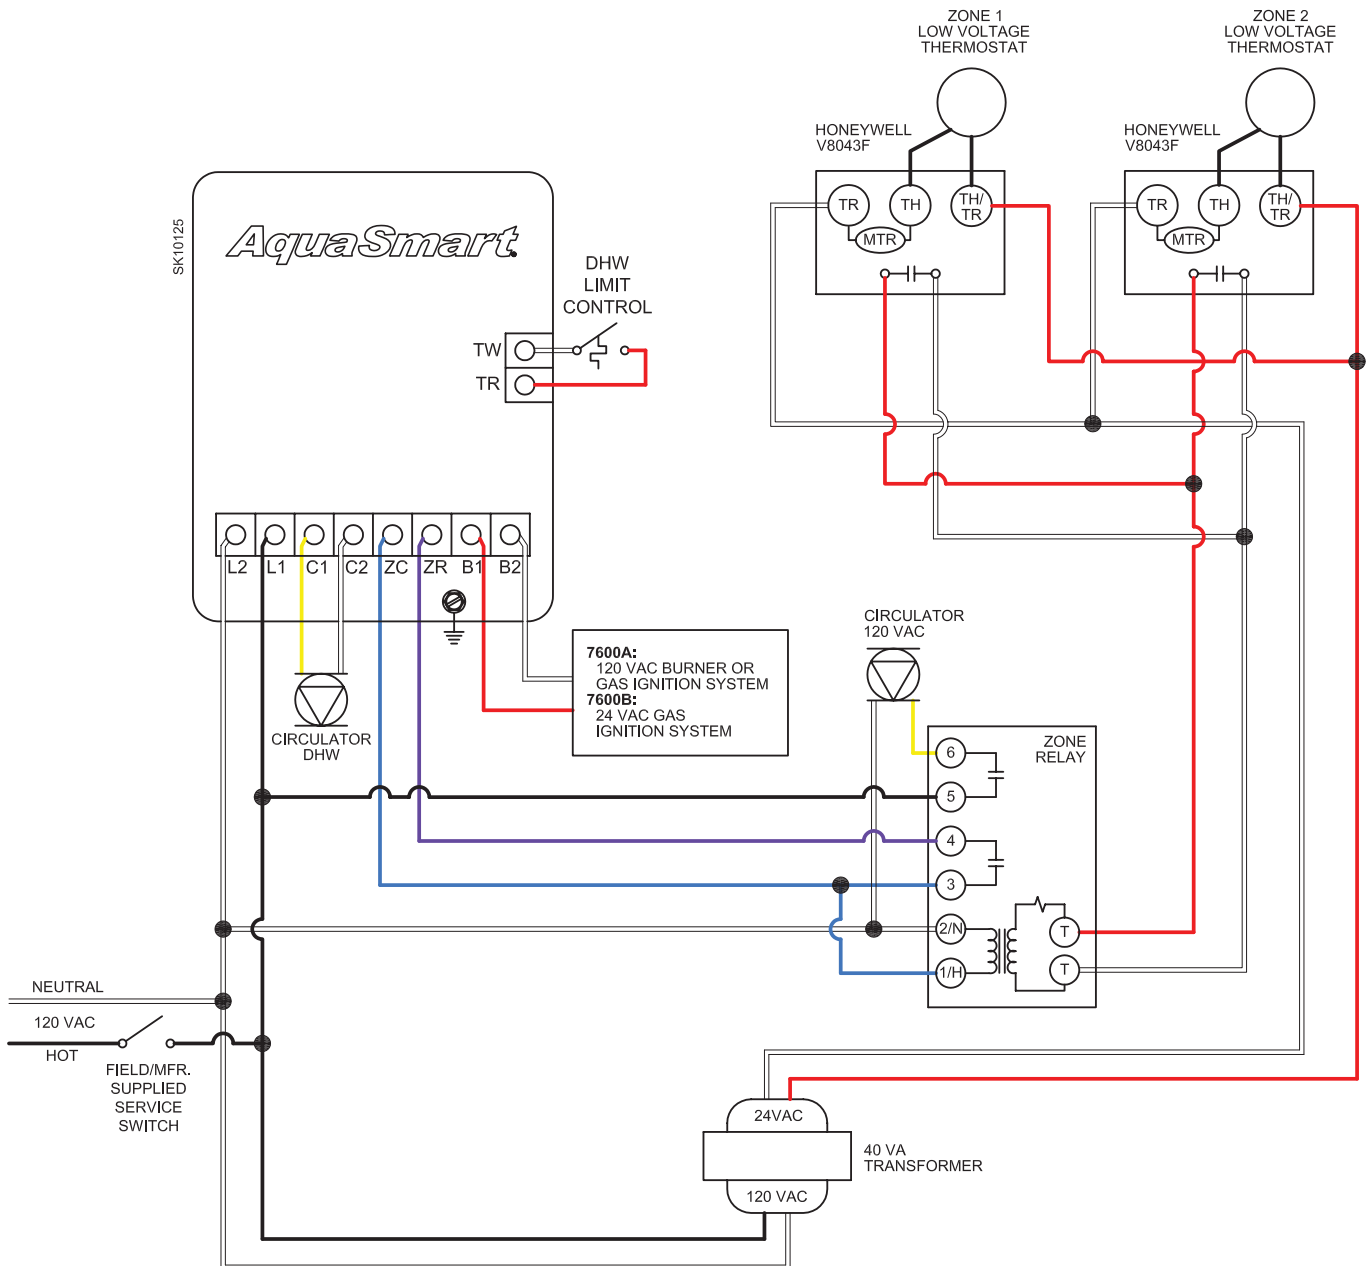 ZONE 1
LOW VOLTAGE
THERMOSTAT
ZONE 2
LOW VOLTAGE
THERMOSTAT
HONEYWELL
V8043F
TR
TH
TH/
TR
MTR
HONEYWELL
V8043F
TR
TH
TH/
TR
MTR
SK10125
AquaSmart
DHW
LIMIT
CONTROL
TW
TR
L2
L1
C1
C2
ZC
ZR
B1
B2
CIRCULATOR
DHW
7600A:
120 VAC BURNER OR
GAS IGNITION SYSTEM
7600B:
24 VAC GAS
IGNITION SYSTEM
CIRCULATOR
120 VAC
ZONE
RELAY
6
5
4
3
2/N
1/H
T
T
NEUTRAL
120 VAC
HOT
FIELD/MFR.
SUPPLIED
SERVICE
SWITCH
24VAC
40 VA
TRANSFORMER
120 VAC